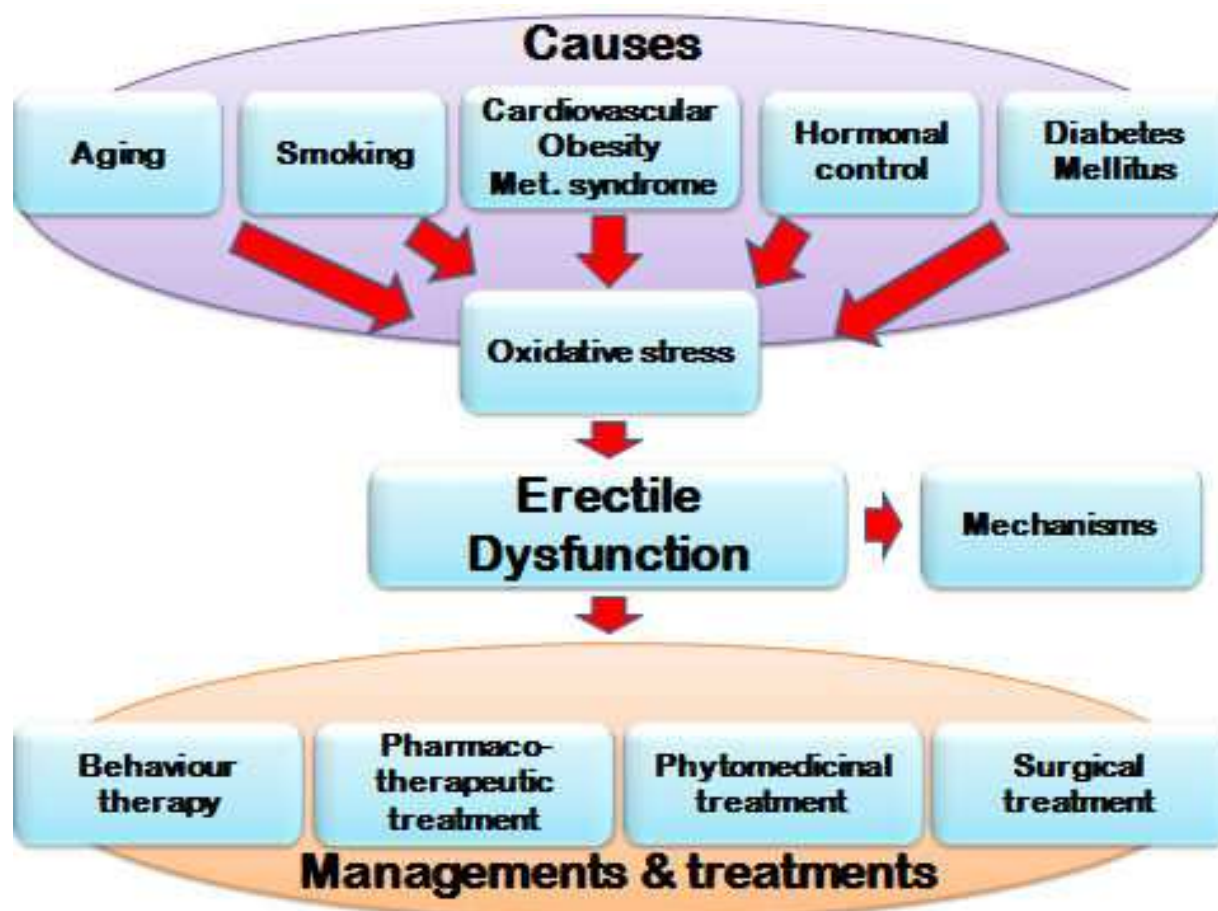 Causes
Aging
Smoking
Cardiovascular
Obesity
Met. syndrome
Hormonal
control
Diabetes
Mellitus
Oxidative stress
Erectile
Dysfunction
Mechanisms
Behaviour
therapy
Pharmaco-
therapeutic
treatment
Phytomedicinal
treatment
Surgical
treatment
Managements & treatments